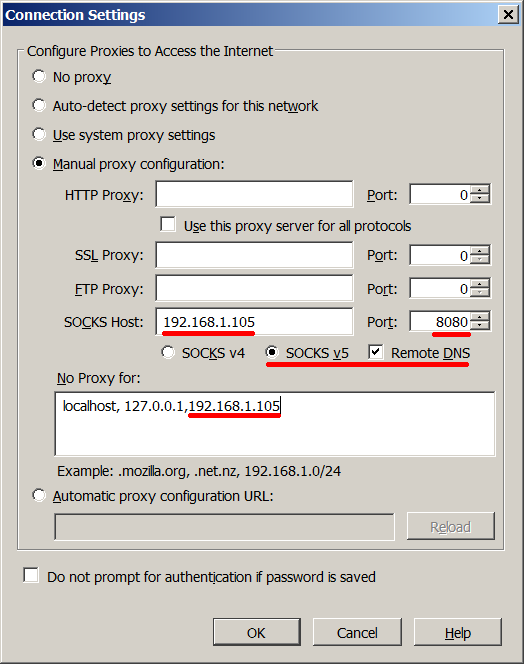 Connection Settings
Configure Proxies to Access the Internet
No proxy
Auto-detect proxy settings for this network
Use system proxy settings
Manual proxy configuration:
HTTP Proxy: Port: 0
Use this proxy server for all protocols
SSL Proxy: Port: 0
FTP Proxy: Port: 0
SOCKS Host: 192.168.1.105 Port: 8080
SOCKS v4 SOCKS v5 Remote DNS
No Proxy for:
localhost, 127.0.0.1,192.168.1.105
Example: .mozilla.org, .net.nz, 192.168.1.0/24
Automatic proxy configuration URL:
Reload
Do not prompt for authentication if password is saved
OK Cancel Help